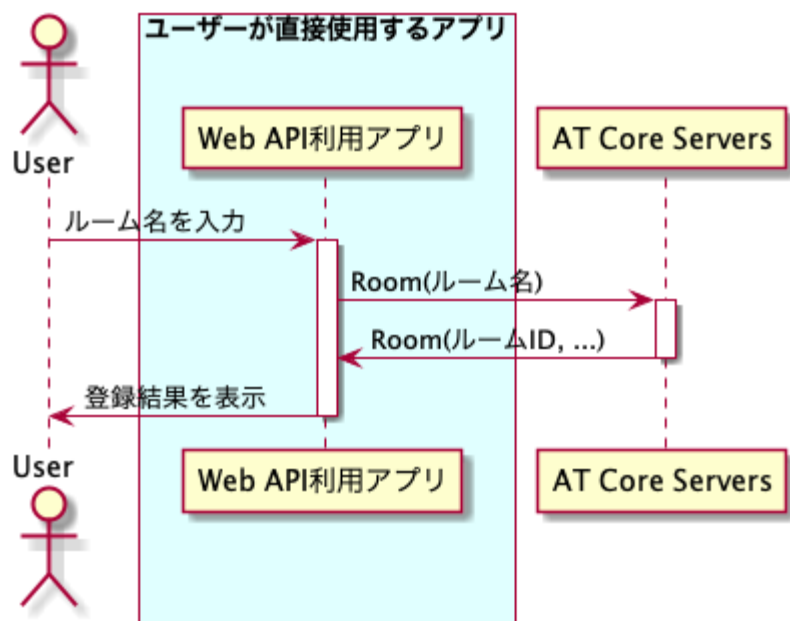 ユーザーが直接使用するアプリ
User
Web API利用アプリ
AT Core Servers
ルーム名を入力
Room(ルーム名)
Room(ルームID, ...)
登録結果を表示
User
Web API利用アプリ
AT Core Servers